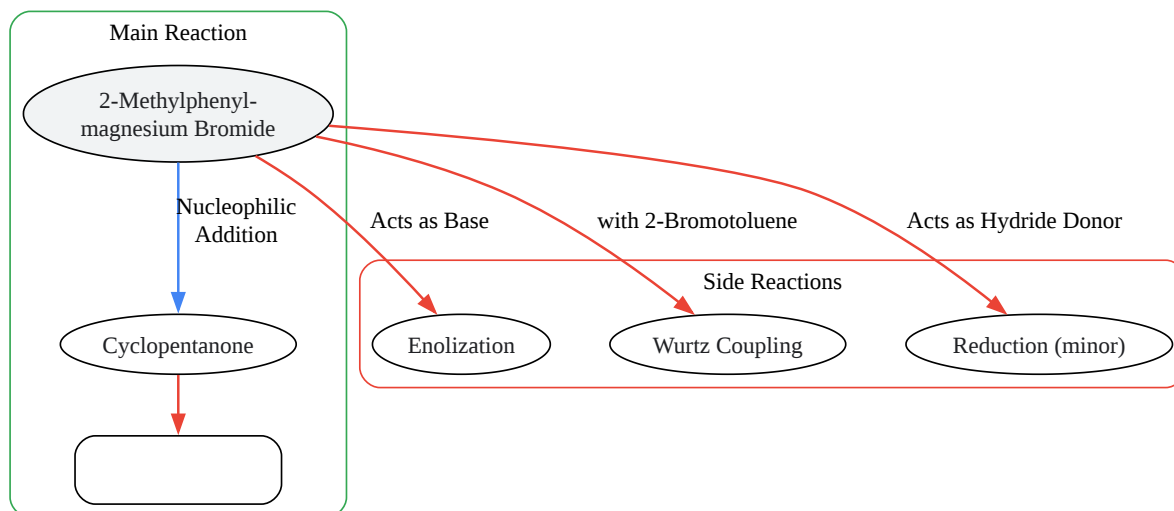 Main Reaction
2-Methylphenyl-
magnesium Bromide
Nucleophilic
Addition
Acts as Base
with 2-Bromotoluene
Acts as Hydride Donor
Side Reactions
Cyclopentanone
Enolization
Wurtz Coupling
Reduction (minor)